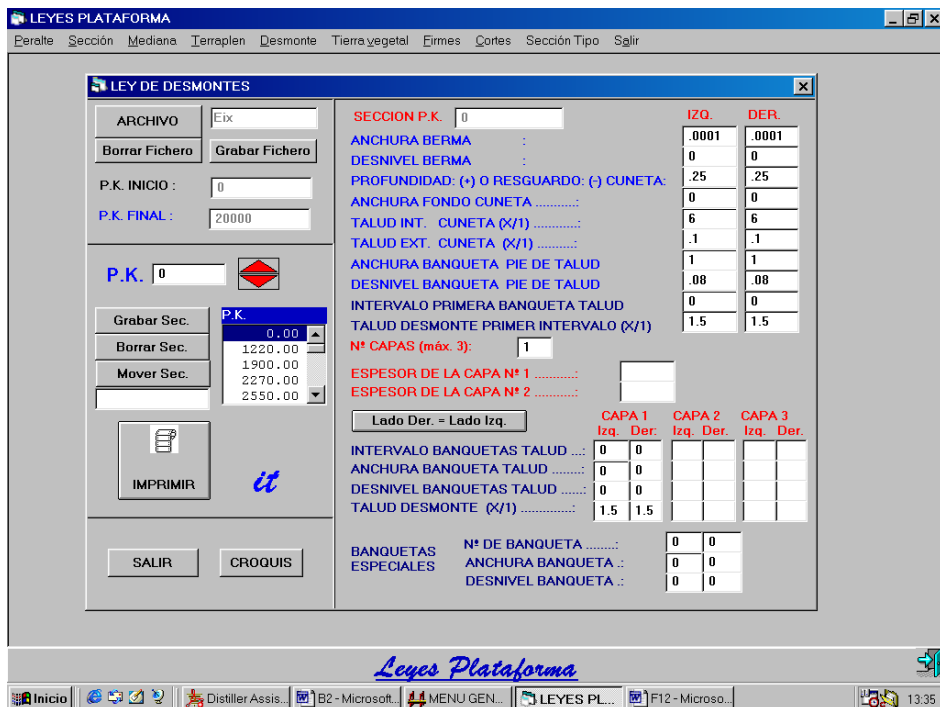 LEYES PLATAFORMA
Peralte Sección Mediana Terraplen Desmonte Tierra vegetal Firmes Cortes Sección Tipo Salir
LEY DE DESMONTES
ARCHIVO Eix
Borrar Fichero Grabar Fichero
P.K. INICIO : 0
P.K. FINAL : 20000
P.K. 0
Grabar Sec.
Borrar Sec.
Mover Sec.
P.K.
0.00
1220.00
1900.00
2270.00
2550.00
IMPRIMIR
it
SALIR CROQUIS
SECCION P.K. 0 IZQ. DER.
ANCHURA BERMA : .0001 .0001
DESNIVEL BERMA : 0 0
PROFUNDIDAD: (+) O RESGUARDO: (-) CUNETA: .25 .25
ANCHURA FONDO CUNETA ..........: 0 0
TALUD INT. CUNETA (X/1) ...........: 6 6
TALUD EXT. CUNETA (X/1) ..........: .1 .1
ANCHURA BANQUETA PIE DE TALUD 1 1
DESNIVEL BANQUETA PIE DE TALUD .08 .08
INTERVALO PRIMERA BANQUETA TALUD 0 0
TALUD DESMONTE PRIMER INTERVALO (X/1) 1.5 1.5
Nº CAPAS (máx. 3): 1
ESPESOR DE LA CAPA Nº 1 ..........:
ESPESOR DE LA CAPA Nº 2 ..........:
Lado Der. = Lado Izq.
CAPA 1 CAPA 2 CAPA 3
Izq. Der: Izq. Der. Izq. Der.
INTERVALO BANQUETAS TALUD ...: 0 0
ANCHURA BANQUETA TALUD .......: 0 0
DESNIVEL BANQUETAS TALUD .....: 0 0
TALUD DESMONTE (X/1) .............: 1.5 1.5
BANQUETAS ESPECIALES
Nº DE BANQUETA .......: 0 0
ANCHURA BANQUETA .: 0 0
DESNIVEL BANQUETA .: 0 0
Leyes Plataforma
Inicio Distiller Assis... B2 - Microsoft... MENU GEN... LEYES PL... F12 - Microso... 13:35